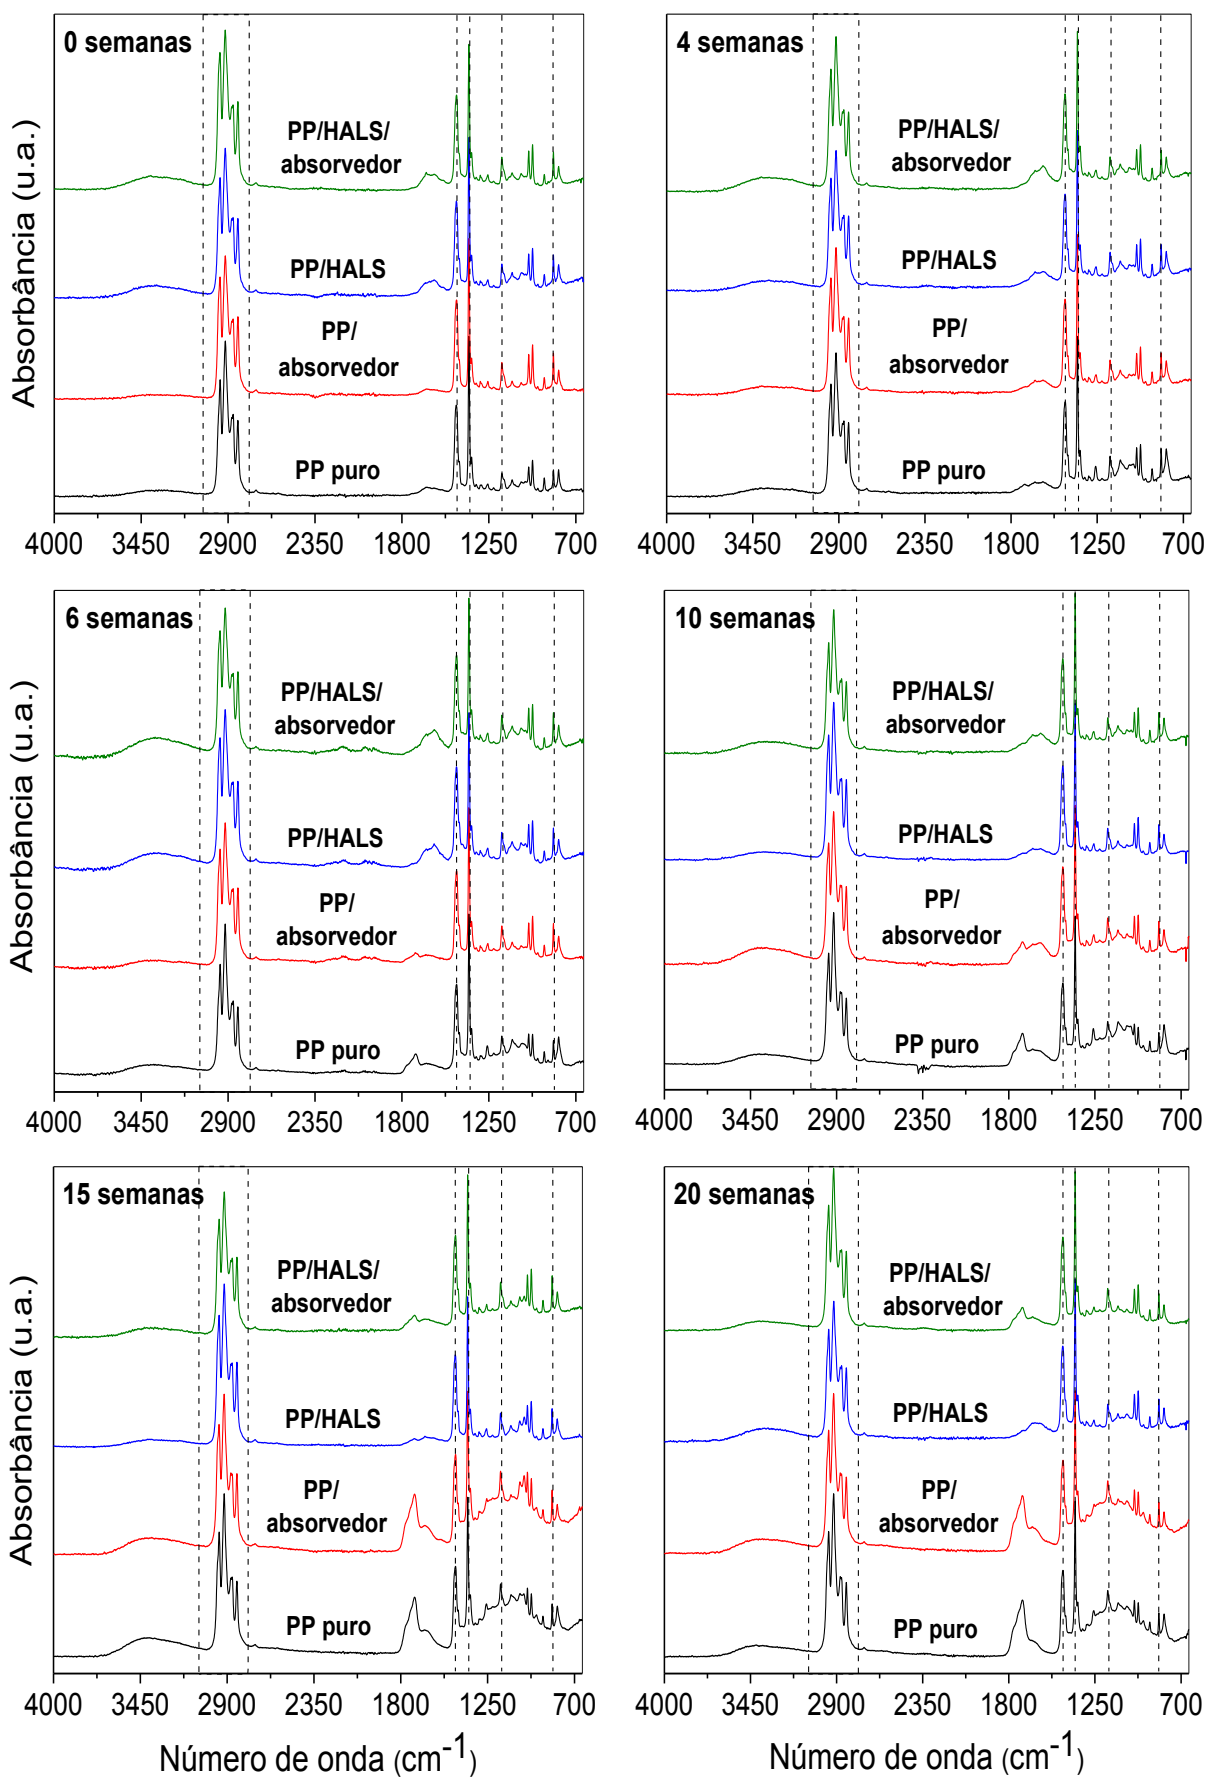 0 semanas
PP/HALS/
absorvedor
PP/HALS
PP/
absorvedor
PP puro
Absorbância (u.a.)
4000 3450 2900 2350 1800 1250 700
4 semanas
PP/HALS/
absorvedor
PP/HALS
PP/
absorvedor
PP puro
4000 3450 2900 2350 1800 1250 700
6 semanas
PP/HALS/
absorvedor
PP/HALS
PP/
absorvedor
PP puro
Absorbância (u.a.)
4000 3450 2900 2350 1800 1250 700
10 semanas
PP/HALS/
absorvedor
PP/HALS
PP/
absorvedor
PP puro
4000 3450 2900 2350 1800 1250 700
15 semanas
PP/HALS/
absorvedor
PP/HALS
PP/
absorvedor
PP puro
Absorbância (u.a.)
4000 3450 2900 2350 1800 1250 700
Número de onda (cm⁻¹)
20 semanas
PP/HALS/
absorvedor
PP/HALS
PP/
absorvedor
PP puro
4000 3450 2900 2350 1800 1250 700
Número de onda (cm⁻¹)